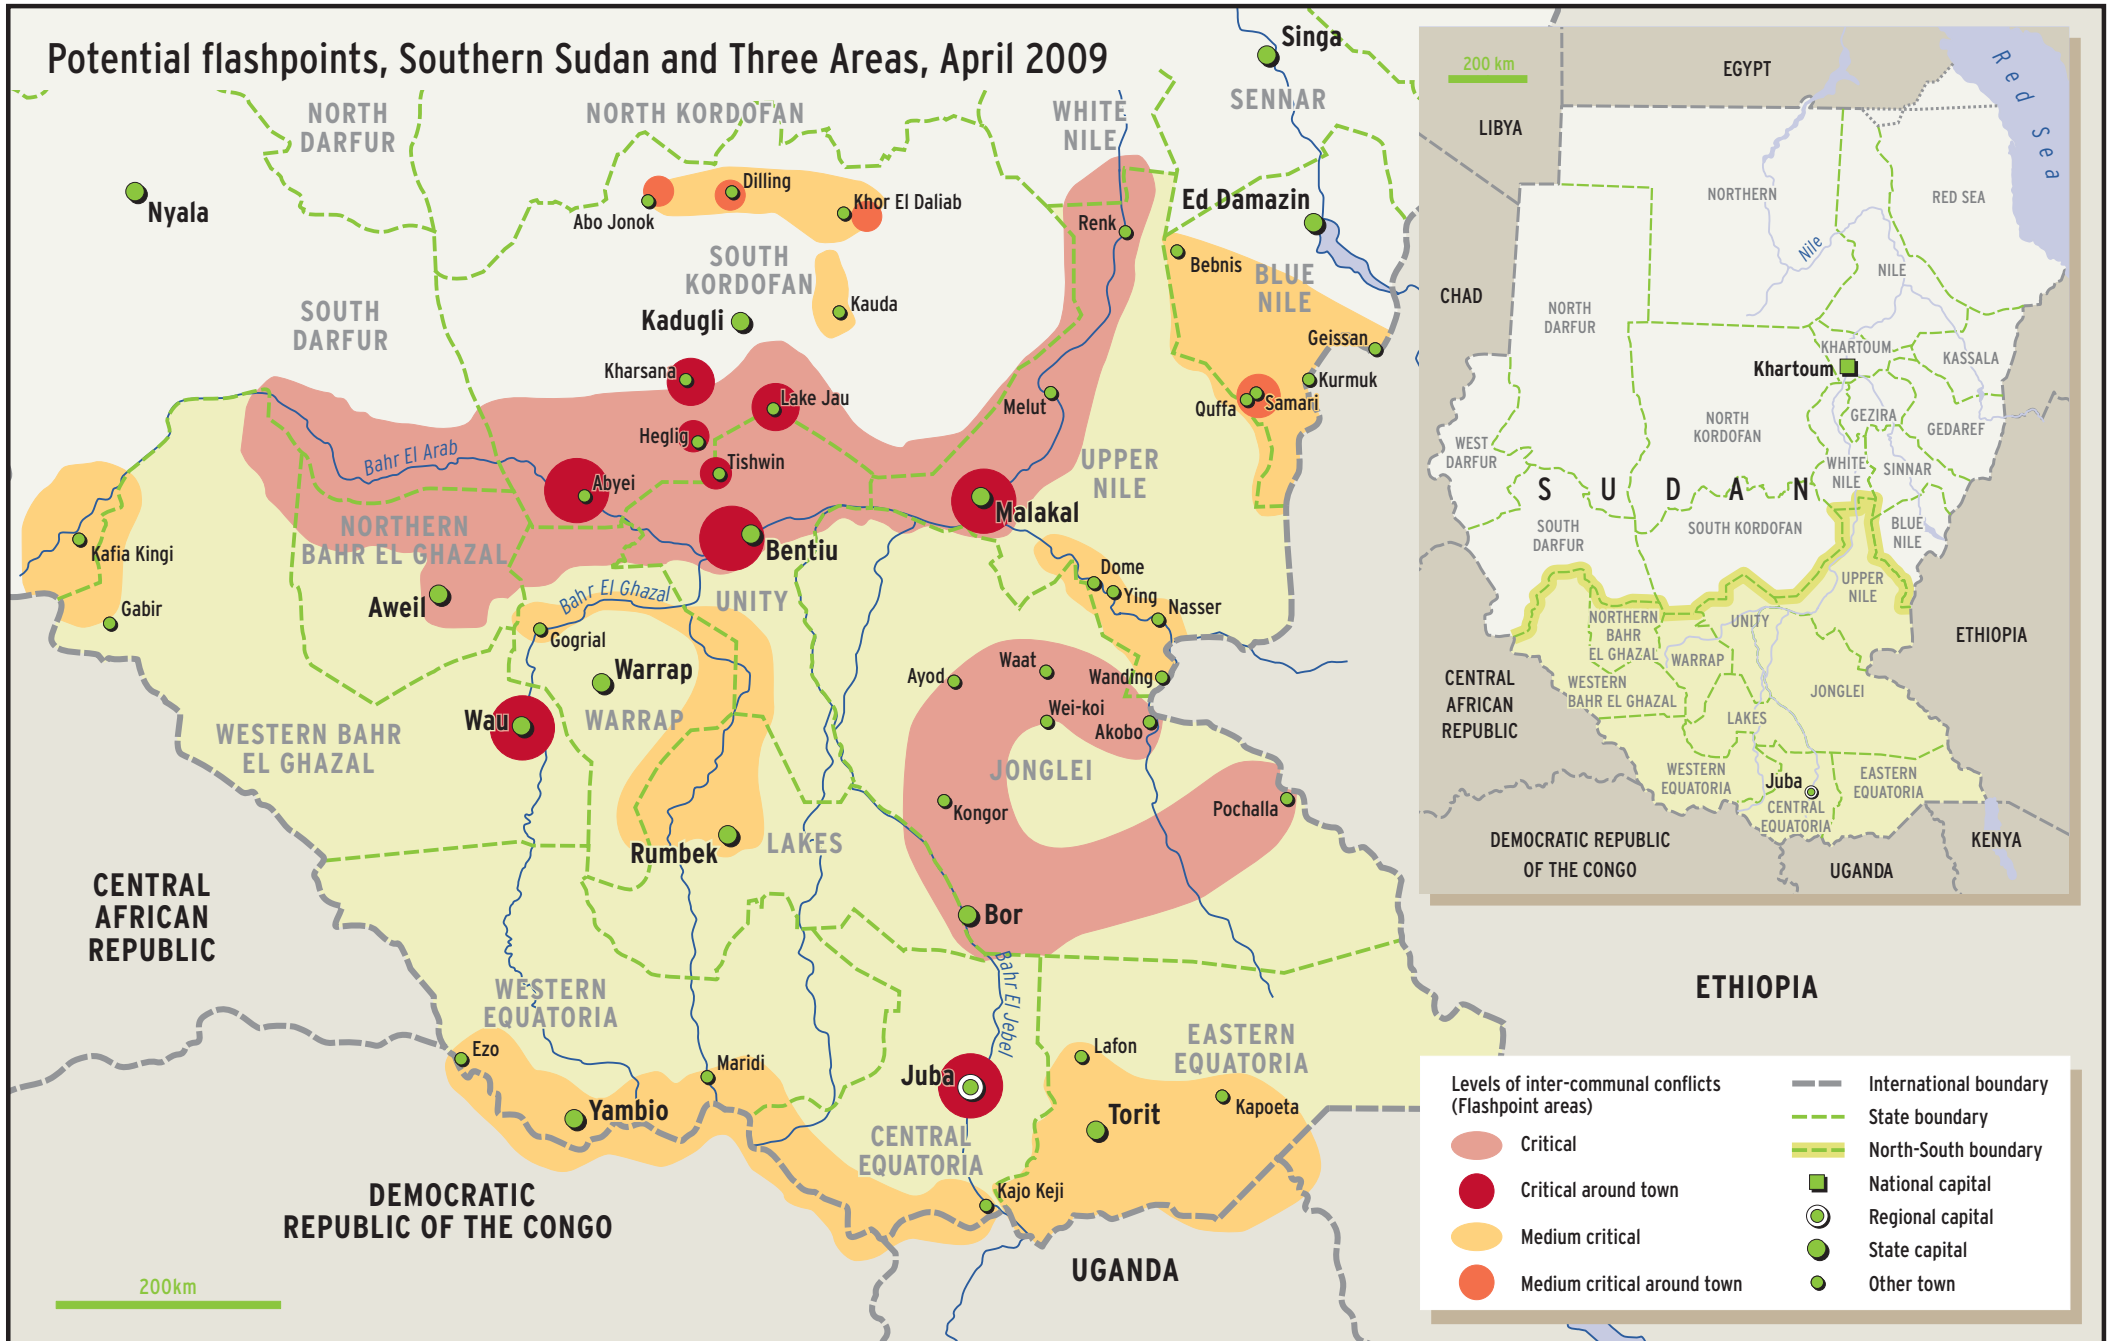 Potential flashpoints, Southern Sudan and Three Areas, April 2009
NORTH
DARFUR
NORTH KORDOFAN
WHITE
NILE
SENNAR
Singa
Nyala
Abo Jonok
Dilling
Khor El Daliab
Ed Damazin
Renk
Bebnis
BLUE
NILE
SOUTH
KORDOFAN
Kauda
Kadugli
SOUTH
DARFUR
Geissan
Kurmuk
Quffa
Samari
Kharsana
Lake Jau
Melut
Heglig
Tishwin
Bahr El Arab
Abyei
UPPER
NILE
Malakal
Bentiu
NORTHERN
BAHR EL GHAZAL
Kafia Kingi
Gabir
Aweil
Bahr El Ghazal
UNITY
Gogrial
Dome
Ying
Nasser
Warrap
Ayod
Waat
Wanding
Wei-koi
Akobo
Wau
WARRAP
WESTERN BAHR
EL GHAZAL
JONGLEI
Kongor
Pochalla
Rumbek
LAKES
Bor
CENTRAL
AFRICAN
REPUBLIC
Bahr El Jebel
WESTERN
EQUATORIA
EASTERN
EQUATORIA
ETHIOPIA
Ezo
Maridi
Yambio
Juba
Lafon
Kapoeta
Torit
CENTRAL
EQUATORIA
Kajo Keji
DEMOCRATIC
REPUBLIC OF THE CONGO
UGANDA
200km
200 km
EGYPT
Red Sea
LIBYA
NORTHERN
RED SEA
Nile
NILE
CHAD
NORTH
DARFUR
KHARTOUM
Khartoum
KASSALA
NORTH
KORDOFAN
GEZIRA
GEDAREF
WEST
DARFUR
WHITE
NILE
SINNAR
SUDAN
SOUTH
DARFUR
SOUTH KORDOFAN
BLUE
NILE
UPPER
NILE
NORTHERN
BAHR
EL GHAZAL
UNITY
ETHIOPIA
WARRAP
CENTRAL
AFRICAN
REPUBLIC
WESTERN
BAHR EL GHAZAL
JONGLEI
LAKES
WESTERN
EQUATORIA
Juba
EASTERN
EQUATORIA
CENTRAL
EQUATORIA
DEMOCRATIC REPUBLIC
OF THE CONGO
UGANDA
KENYA
Levels of inter-communal conflicts
(Flashpoint areas)
Critical
Critical around town
Medium critical
Medium critical around town
International boundary
State boundary
North-South boundary
National capital
Regional capital
State capital
Other town